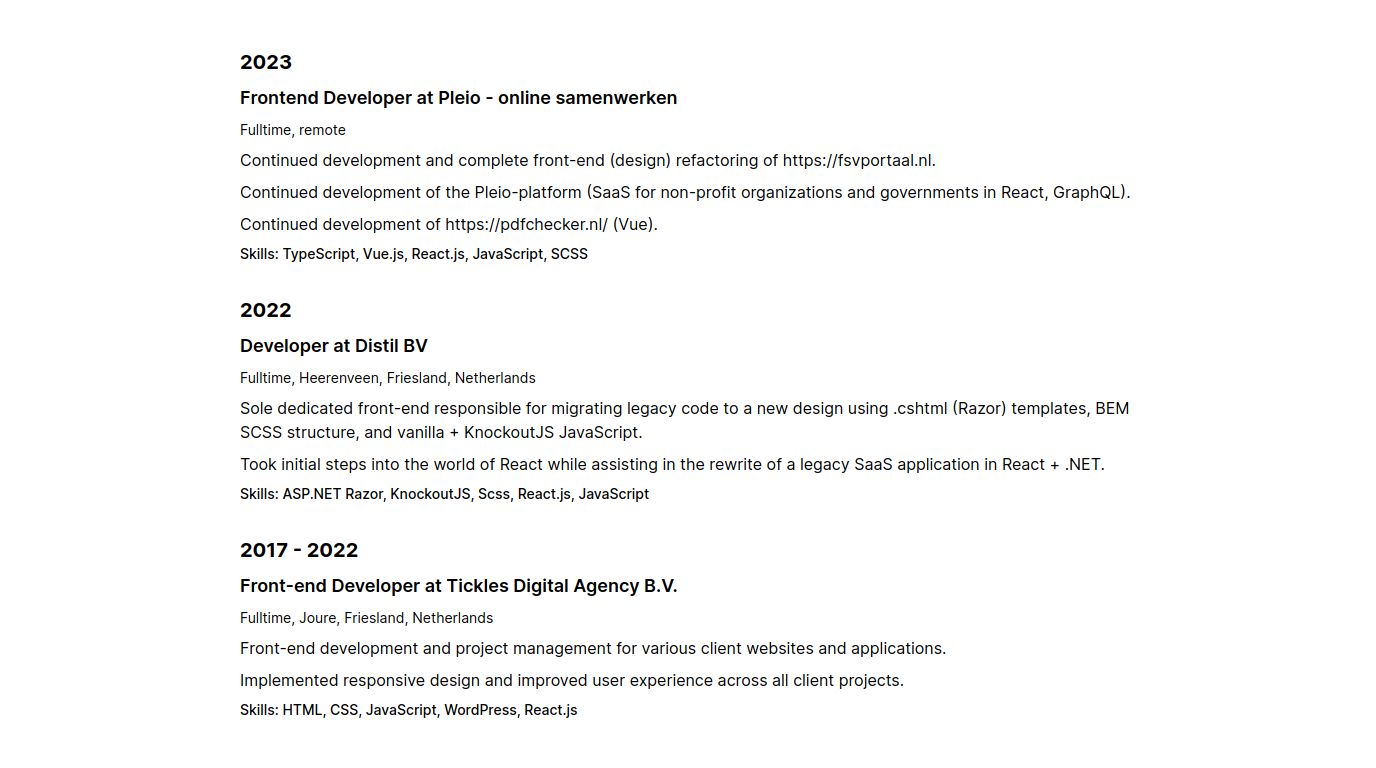 2023
Frontend Developer at Pleio - online samenwerken
Fulltime, remote
Continued development and complete front-end (design) refactoring of https://fsvportaal.nl.
Continued development of the Pleio-platform (SaaS for non-profit organizations and governments in React, GraphQL).
Continued development of https://pdfchecker.nl/ (Vue).
Skills: TypeScript, Vue.js, React.js, JavaScript, SCSS
2022
Developer at Distil BV
Fulltime, Heerenveen, Friesland, Netherlands
Sole dedicated front-end responsible for migrating legacy code to a new design using .cshtml (Razor) templates, BEM
SCSS structure, and vanilla + KnockoutJS JavaScript.
Took initial steps into the world of React while assisting in the rewrite of a legacy SaaS application in React + .NET.
Skills: ASP.NET Razor, KnockoutJS, Scss, React.js, JavaScript
2017 - 2022
Front-end Developer at Tickles Digital Agency B.V.
Fulltime, Joure, Friesland, Netherlands
Front-end development and project management for various client websites and applications.
Implemented responsive design and improved user experience across all client projects.
Skills: HTML, CSS, JavaScript, WordPress, React.js